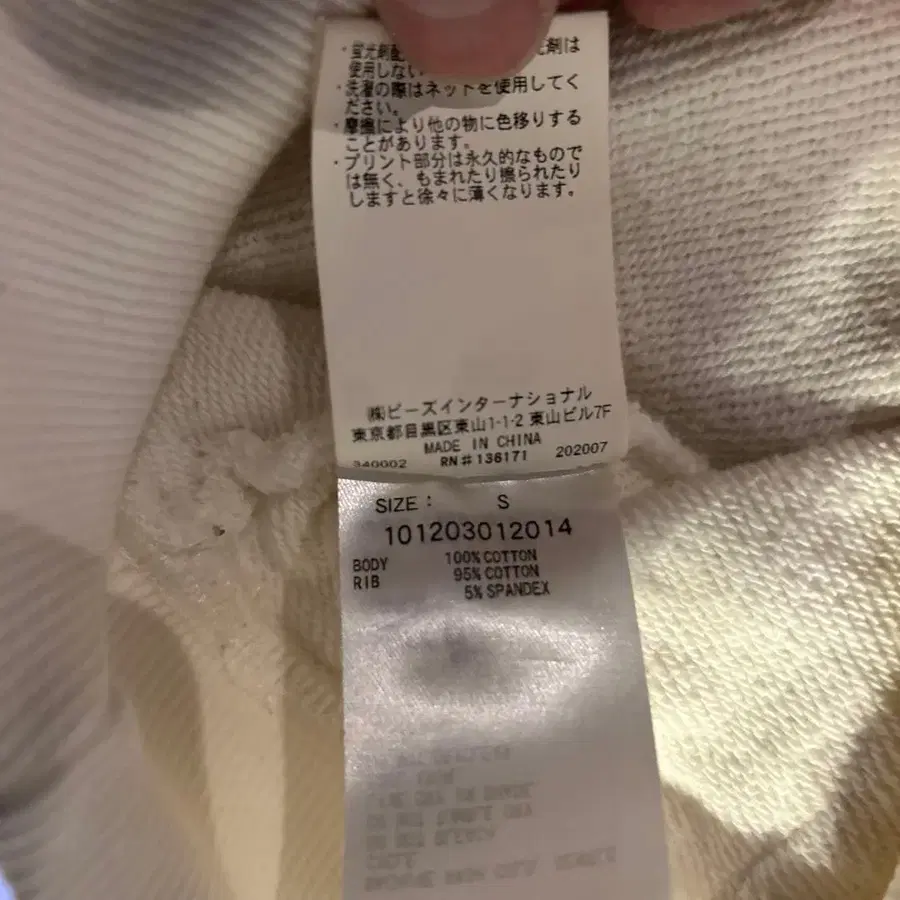 ・蛍光剤配 剤は
使用しない
・洗濯の際はネットを使用してく
ださい。
・摩擦により他の物に色移りする
ことがあります。
・プリント部分は永久的なもので
は無く、もまれたり擦られたり
しますと徐々に薄くなります。
㈱ビーズインターナショナル
東京都目黒区東山1-1-2 東山ビル7F
MADE IN CHINA
340002 RN#136171 202007
SIZE: S
101203012014
BODY 100% COTTON
RIB 95% COTTON
5% SPANDEX